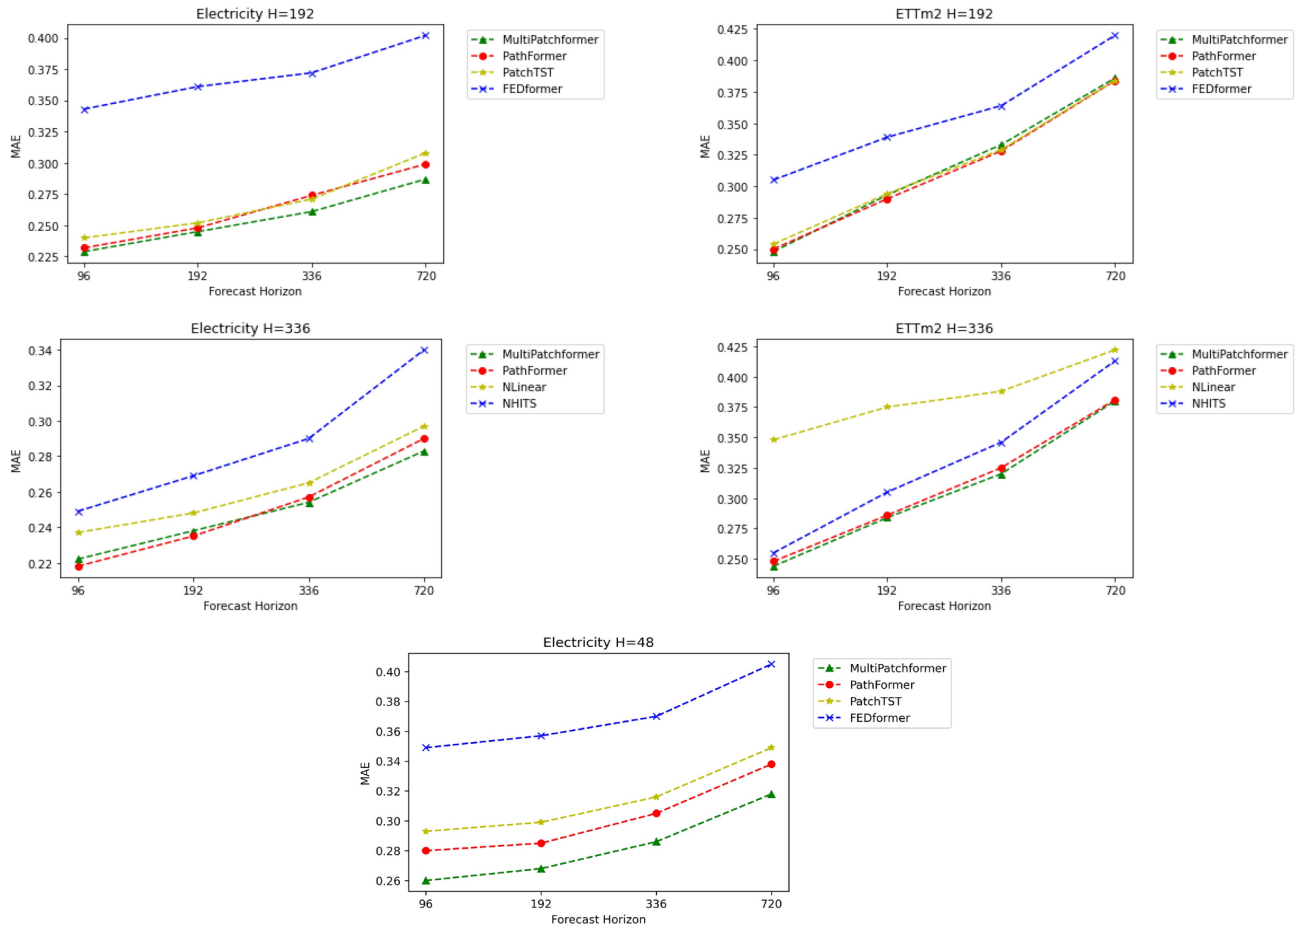 Electricity H=192
0.400
0.375
0.350
0.325
0.300
0.275
0.250
0.225
MAE
96 192 336 720
Forecast Horizon
MultiPatchformer
PathFormer
PatchTST
FEDformer
ETTm2 H=192
0.425
0.400
0.375
0.350
0.325
0.300
0.275
0.250
MAE
96 192 336 720
Forecast Horizon
MultiPatchformer
PathFormer
PatchTST
FEDformer
Electricity H=336
0.34
0.32
0.30
0.28
0.26
0.24
0.22
MAE
96 192 336 720
Forecast Horizon
MultiPatchformer
PathFormer
NLinear
NHITS
ETTm2 H=336
0.425
0.400
0.375
0.350
0.325
0.300
0.275
0.250
MAE
96 192 336 720
Forecast Horizon
MultiPatchformer
PathFormer
NLinear
NHITS
Electricity H=48
0.40
0.38
0.36
0.34
0.32
0.30
0.28
0.26
MAE
96 192 336 720
Forecast Horizon
MultiPatchformer
PathFormer
PatchTST
FEDformer